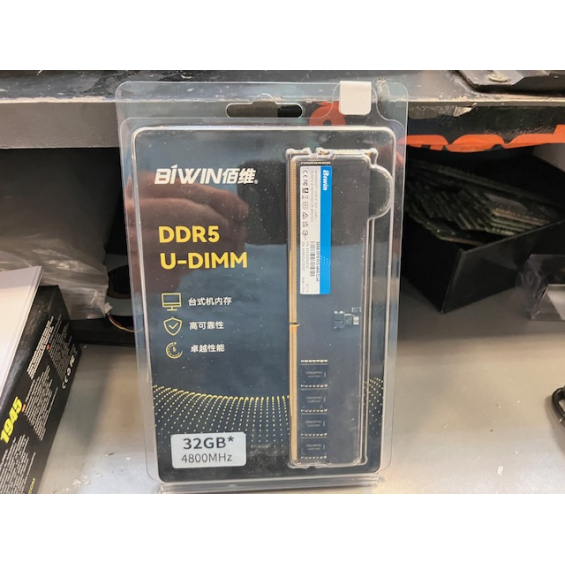 BIWIN佰维®
DDR5
U-DIMM
台式机内存
高可靠性
卓越性能
32GB*
4800MHz
Biwin
1945